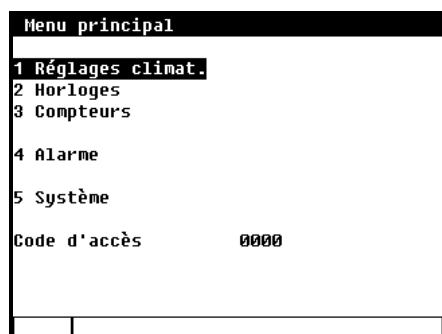 Menu principal
1 Réglages climat.
2 Horloges
3 Compteurs
4 Alarme
5 Système
Code d'accès 0000